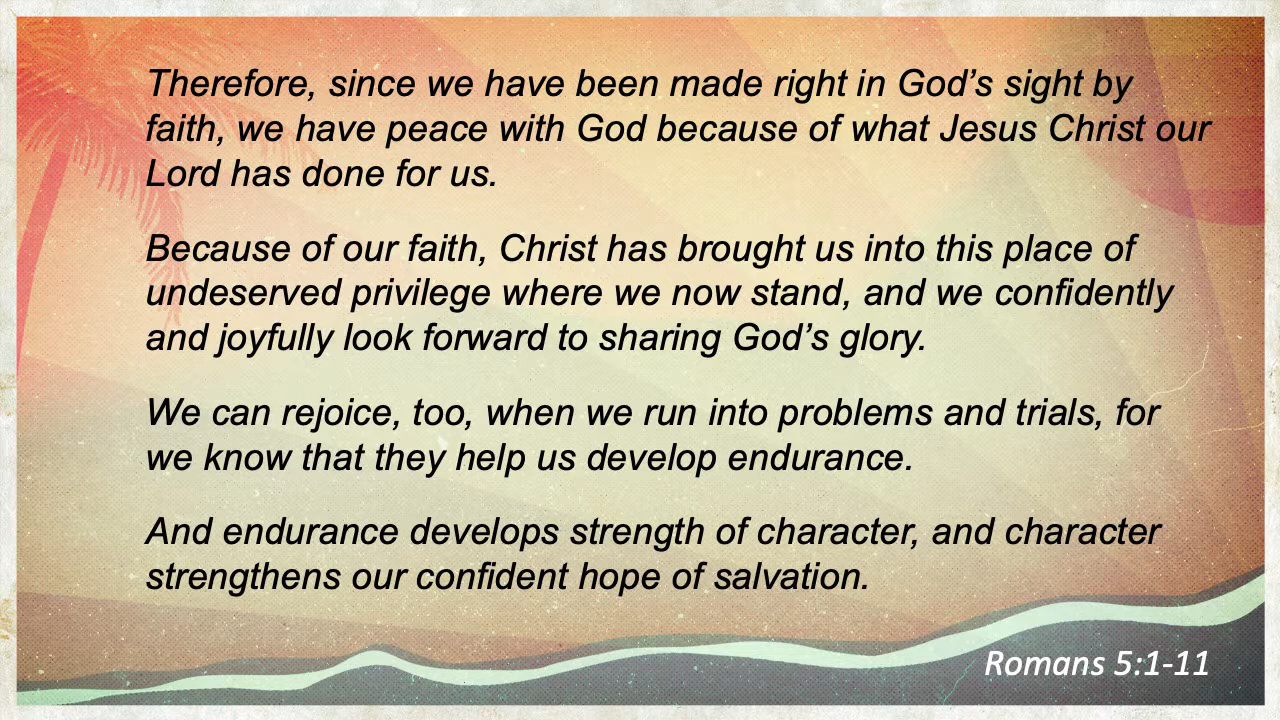 Therefore, since we have been made right in God’s sight by
faith, we have peace with God because of what Jesus Christ our
Lord has done for us.
Because of our faith, Christ has brought us into this place of
undeserved privilege where we now stand, and we confidently
and joyfully look forward to sharing God’s glory.
We can rejoice, too, when we run into problems and trials, for
we know that they help us develop endurance.
And endurance develops strength of character, and character
strengthens our confident hope of salvation.
Romans 5:1-11